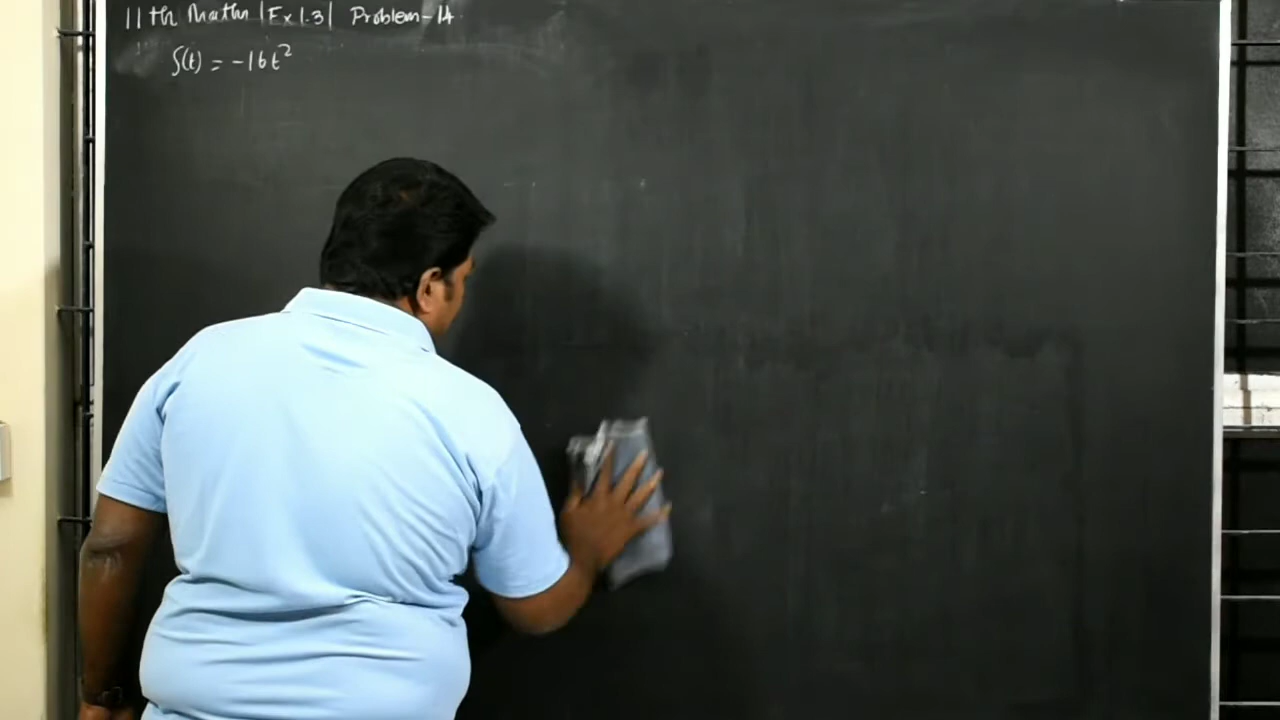 11th Maths | Ex 1.3 | Problem-14
S(t) = -16t²